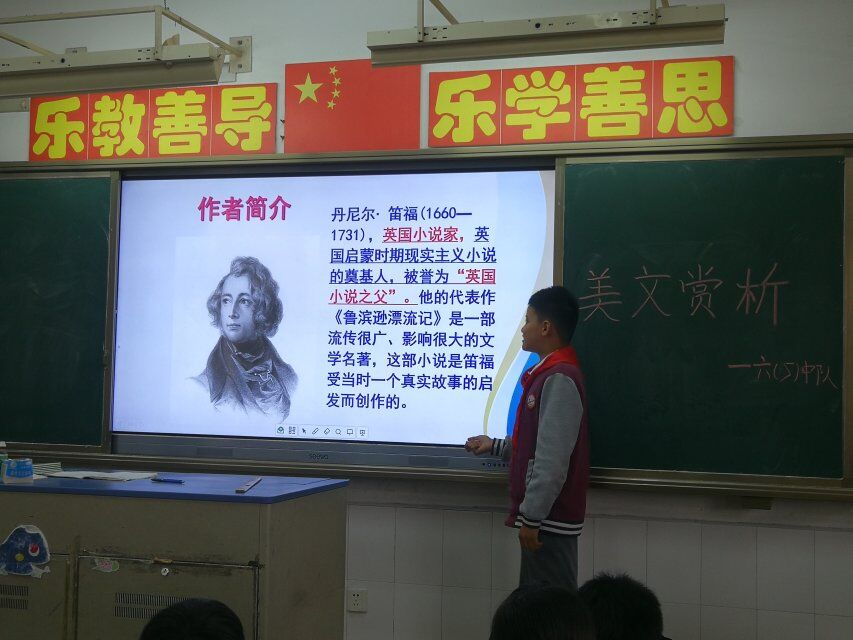 乐教善导
乐学善思
作者简介
丹尼尔·笛福(1660—
1731)，英国小说家，英
国启蒙时期现实主义小说
的奠基人，被誉为“英国
小说之父”。他的代表作
《鲁滨逊漂流记》是一部
流传很广、影响很大的文
学名著，这部小说是笛福
受当时一个真实故事的启
发而创作的。
美文赏析
一六(5)中队